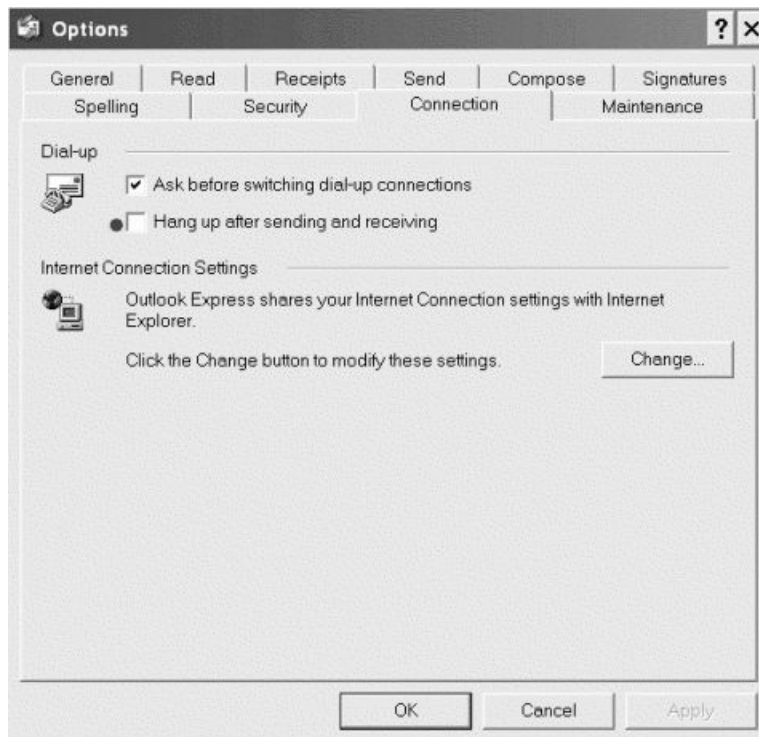 Options
General Read Receipts Send Compose Signatures
Spelling Security Connection Maintenance
Dial-up
Ask before switching dial-up connections
Hang up after sending and receiving
Internet Connection Settings
Outlook Express shares your Internet Connection settings with Internet
Explorer.
Click the Change button to modify these settings. Change...
OK Cancel Apply